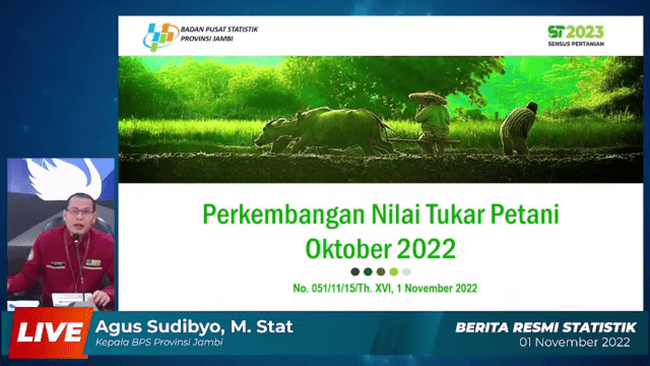 BADAN PUSAT STATISTIK
PROVINSI JAMBI
ST2023
SENSUS PERTANIAN
Perkembangan Nilai Tukar Petani
Oktober 2022
No. 051/11/15/Th. XVI, 1 November 2022
LIVE
Agus Sudibyo, M. Stat
Kepala BPS Provinsi Jambi
BERITA RESMI STATISTIK
01 November 2022